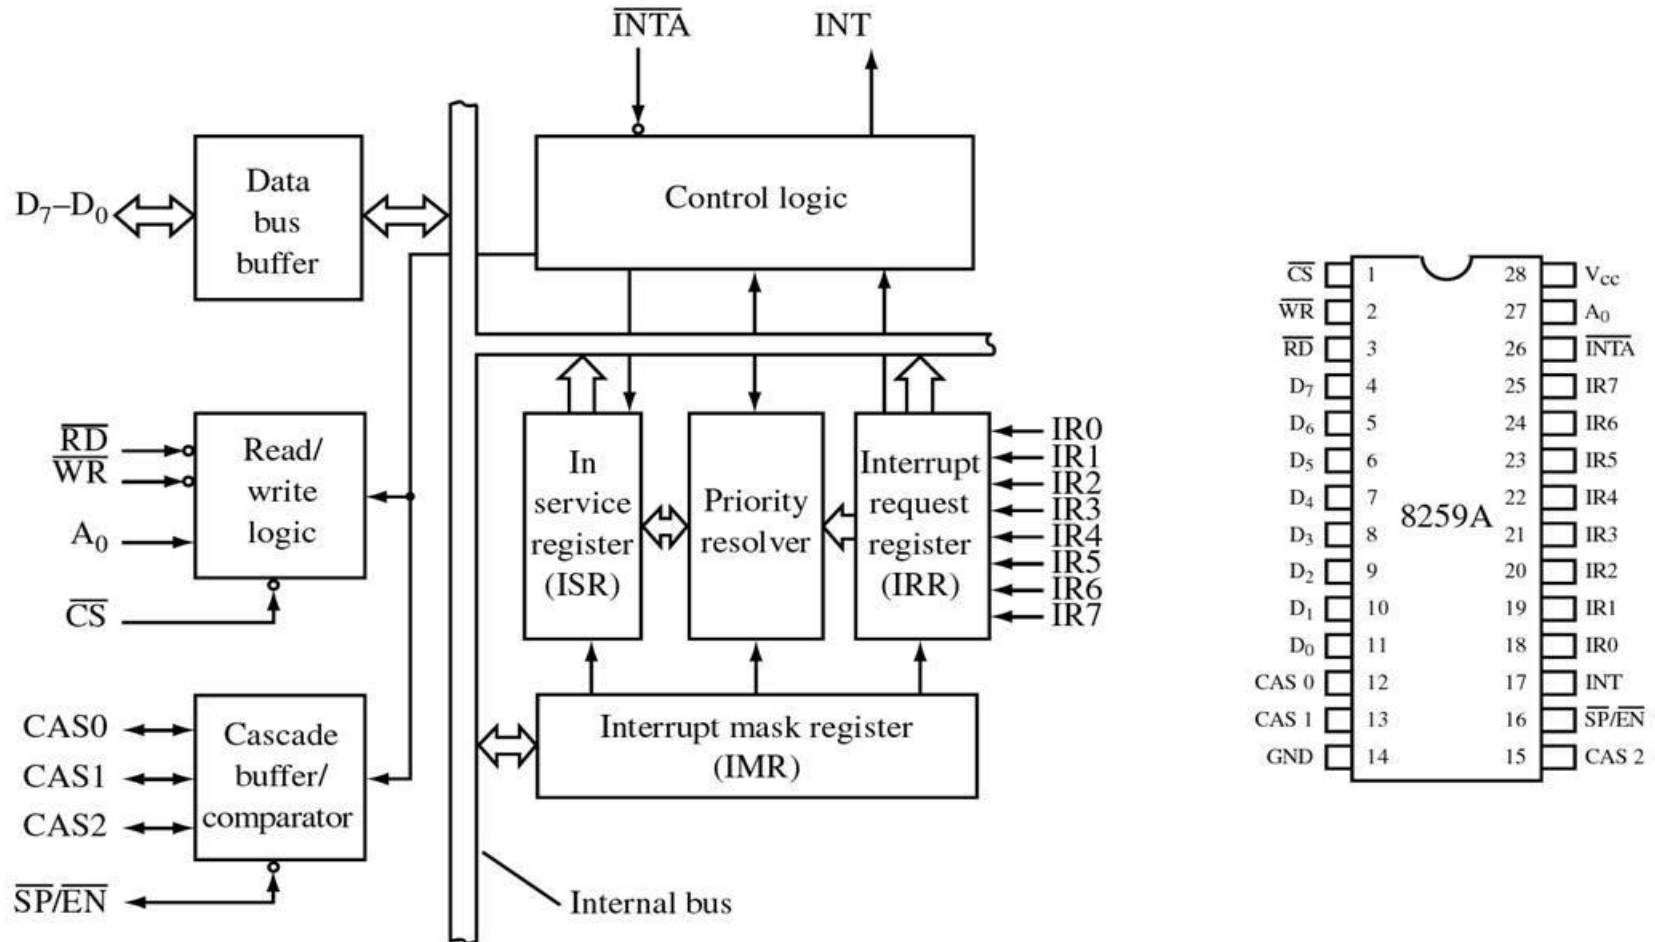 INTA INT
Data
bus
buffer
D₇–D₀
Control logic
RD
WR
A₀
CS
Read/
write
logic
In
service
register
(ISR)
Priority
resolver
Interrupt
request
register
(IRR)
IR0
IR1
IR2
IR3
IR4
IR5
IR6
IR7
CAS0
CAS1
CAS2
SP/EN
Cascade
buffer/
comparator
Interrupt mask register
(IMR)
Internal bus
8259A
CS 1 28 Vcc
WR 2 27 A₀
RD 3 26 INTA
D₇ 4 25 IR7
D₆ 5 24 IR6
D₅ 6 23 IR5
D₄ 7 22 IR4
D₃ 8 21 IR3
D₂ 9 20 IR2
D₁ 10 19 IR1
D₀ 11 18 IR0
CAS 0 12 17 INT
CAS 1 13 16 SP/EN
GND 14 15 CAS 2